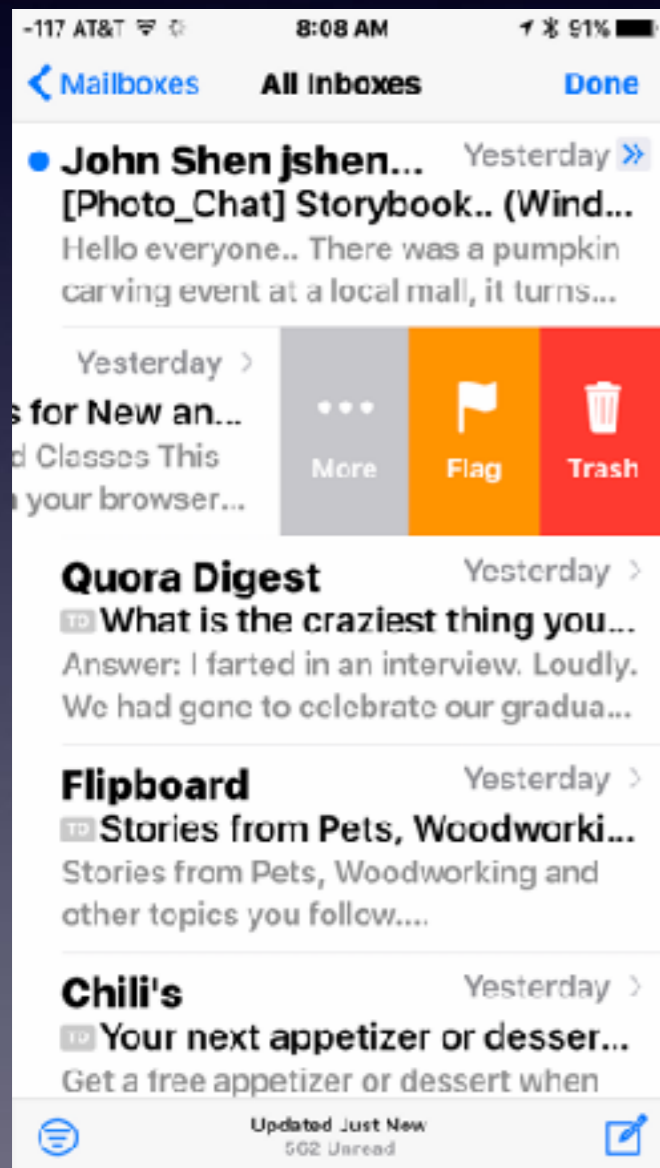 -117 AT&T 8:08 AM 91%
Mailboxes All Inboxes Done
John Shen jshen... Yesterday
[Photo_Chat] Storybook.. (Wind...
Hello everyone.. There was a pumpkin
carving event at a local mall, it turns...
Yesterday
s for New an...
d Classes This
your browser...
More Flag Trash
Quora Digest Yesterday
TO What is the craziest thing you...
Answer: I farted in an interview. Loudly.
We had gone to celebrate our gradua...
Flipboard Yesterday
TO Stories from Pets, Woodworki...
Stories from Pets, Woodworking and
other topics you follow....
Chili's Yesterday
TO Your next appetizer or desser...
Get a free appetizer or dessert when
Updated Just Now
562 Unread